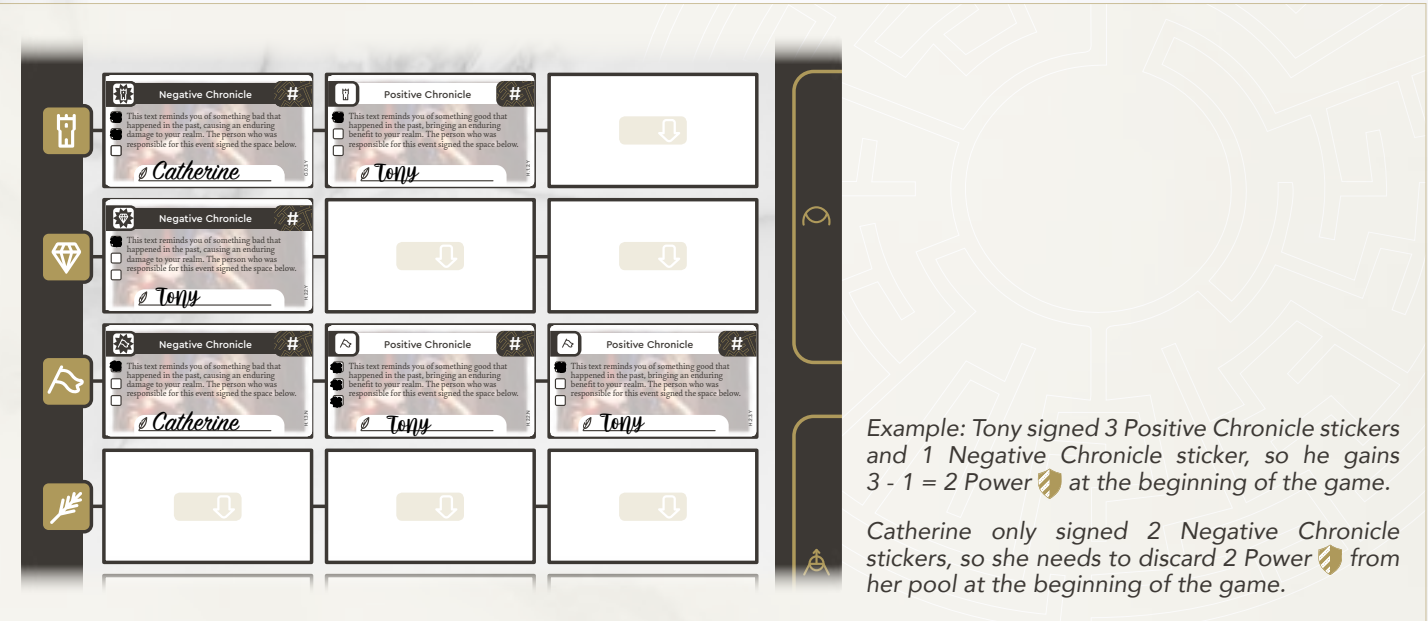 Negative Chronicle #
This text reminds you of something bad that
happened in the past, causing an enduring
damage to your realm. The person who was
responsible for this event signed the space below.
Catherine
Positive Chronicle #
This text reminds you of something good that
happened in the past, bringing an enduring
benefit to your realm. The person who was
responsible for this event signed the space below.
Tony
Negative Chronicle #
This text reminds you of something bad that
happened in the past, causing an enduring
damage to your realm. The person who was
responsible for this event signed the space below.
Tony
Negative Chronicle #
This text reminds you of something bad that
happened in the past, causing an enduring
damage to your realm. The person who was
responsible for this event signed the space below.
Catherine
Positive Chronicle #
This text reminds you of something good that
happened in the past, bringing an enduring
benefit to your realm. The person who was
responsible for this event signed the space below.
Tony
Positive Chronicle #
This text reminds you of something good that
happened in the past, bringing an enduring
benefit to your realm. The person who was
responsible for this event signed the space below.
Tony
Example: Tony signed 3 Positive Chronicle stickers
and 1 Negative Chronicle sticker, so he gains
3 - 1 = 2 Power at the beginning of the game.
Catherine only signed 2 Negative Chronicle
stickers, so she needs to discard 2 Power from
her pool at the beginning of the game.